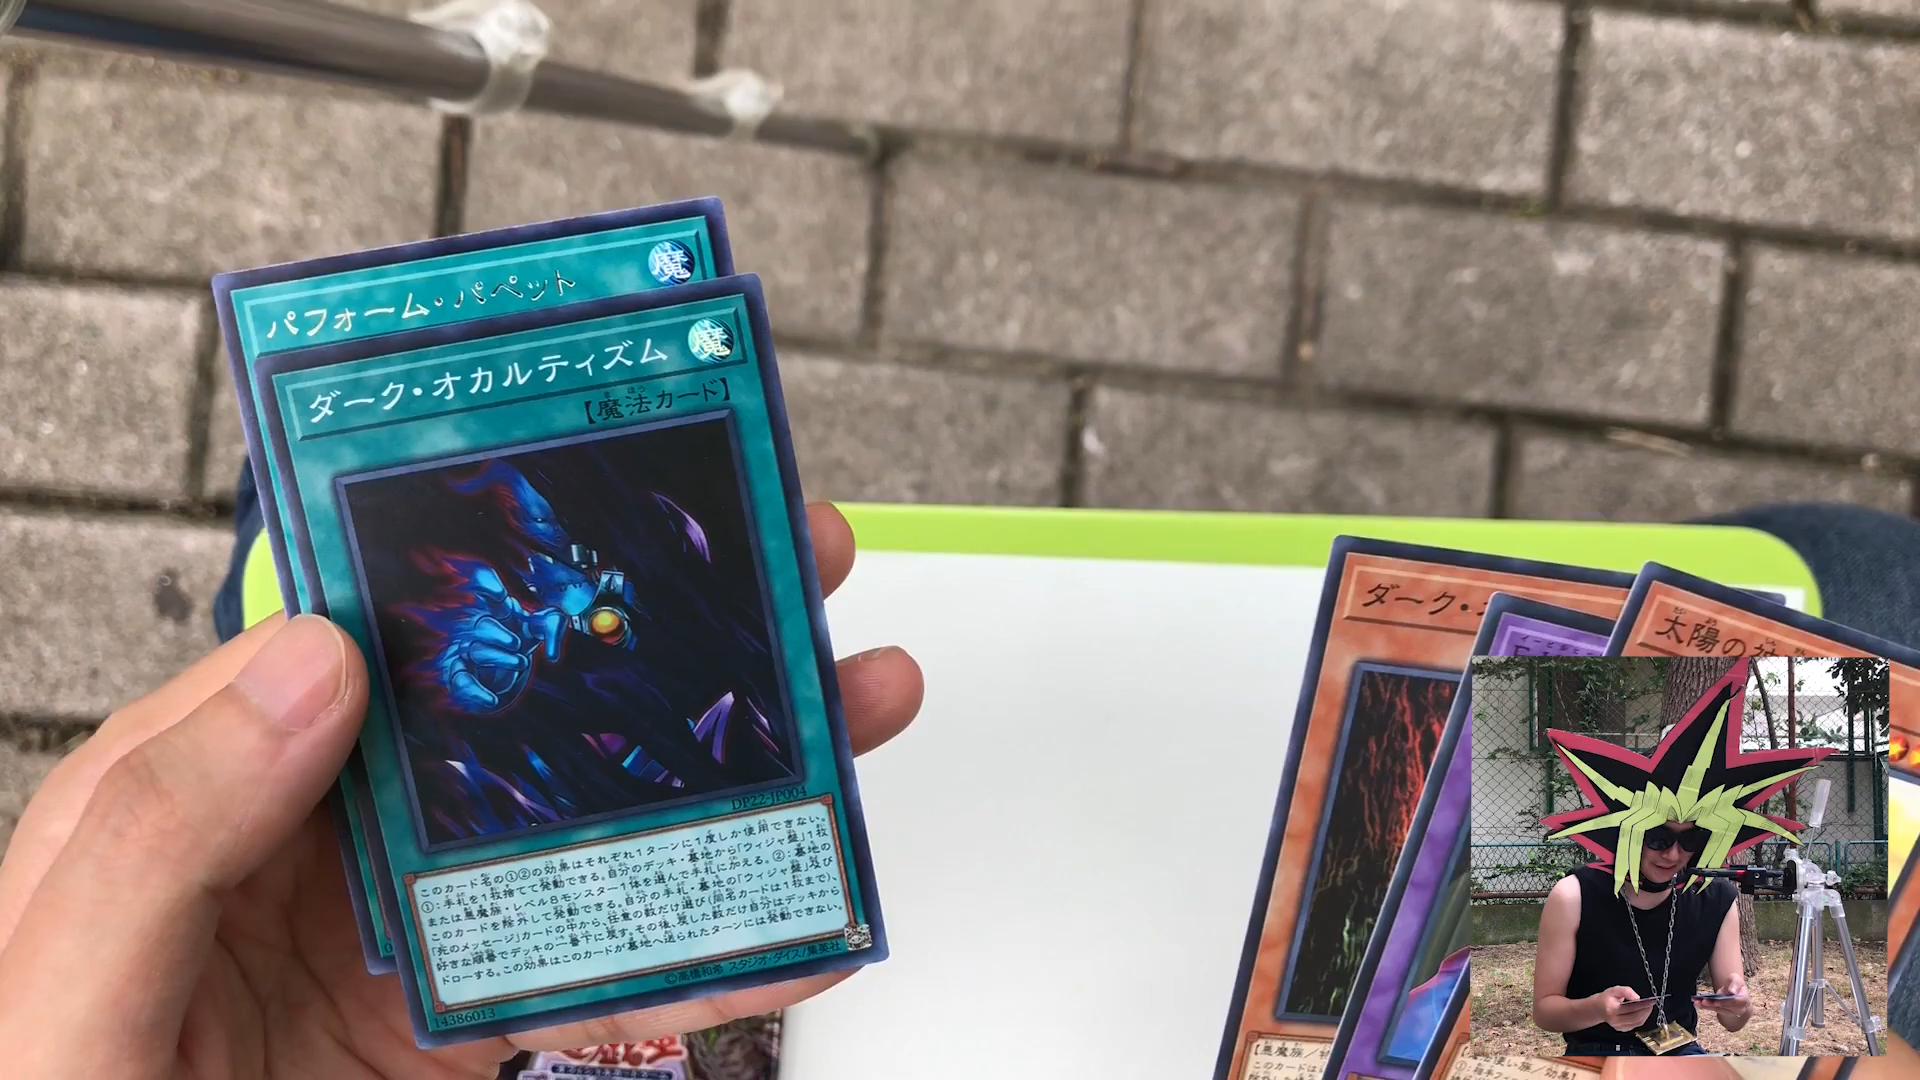 パフォーム・パペット
魔
ダーク・オカルティズム
魔
【魔法カード】
DP22-JP004
このカード名の①②の効果はそれぞれ1ターンに1度しか使用できない。
①:手札を1枚捨てて発動できる。自分のデッキ・墓地から「ウィジャ盤」1枚
または悪魔族・レベル8モンスター1体を選んで手札に加える。②:墓地の
このカードを除外して発動できる。自分の手札・墓地の「ウィジャ盤」及び
「死のメッセージ」カードの中から、任意の数だけ選び(同名カードは1枚まで)、
好きな順番でデッキの一番下に戻す。その後、戻した数だけ自分はデッキから
ドローする。この効果はこのカードが墓地へ送られたターンには発動できない。
14386013
©高橋和希 スタジオ・ダイス/集英社
ダーク・
太陽の
【悪魔族/